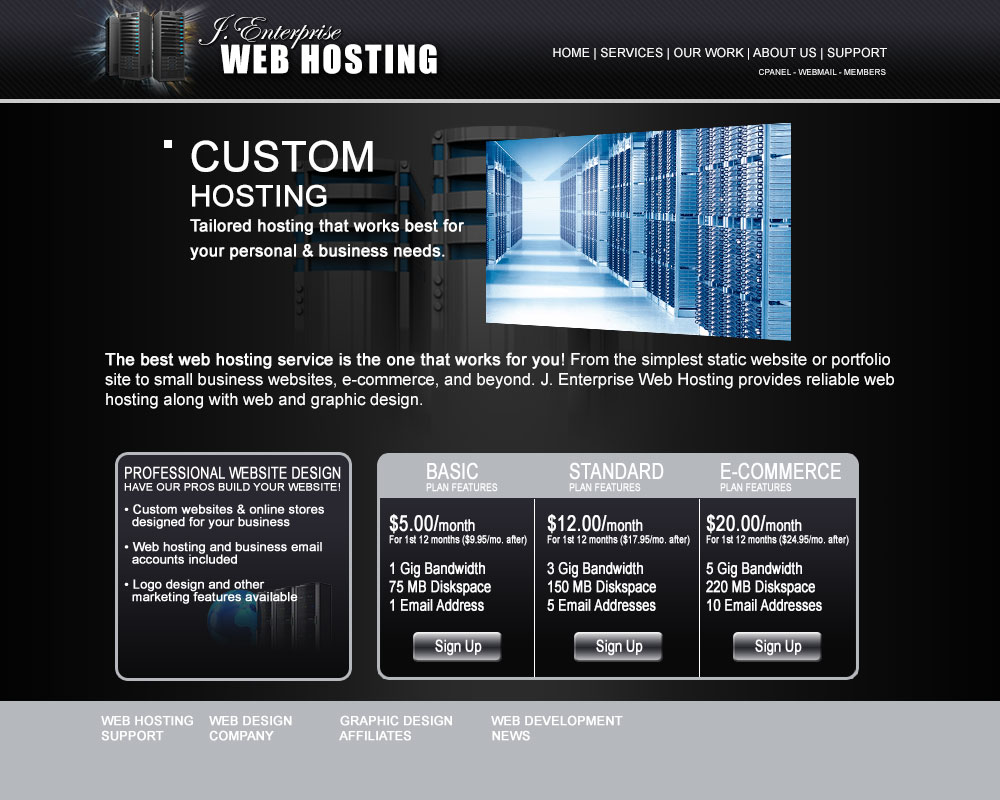 J. Enterprise
WEB HOSTING
HOME | SERVICES | OUR WORK | ABOUT US | SUPPORT
CPANEL - WEBMAIL - MEMBERS
CUSTOM
HOSTING
Tailored hosting that works best for
your personal & business needs.
The best web hosting service is the one that works for you! From the simplest static website or portfolio
site to small business websites, e-commerce, and beyond. J. Enterprise Web Hosting provides reliable web
hosting along with web and graphic design.
PROFESSIONAL WEBSITE DESIGN
HAVE OUR PROS BUILD YOUR WEBSITE!
• Custom websites & online stores
designed for your business
• Web hosting and business email
accounts included
• Logo design and other
marketing features available
BASIC
PLAN FEATURES
$5.00/month
For 1st 12 months ($9.95/mo. after)
1 Gig Bandwidth
75 MB Diskspace
1 Email Address
Sign Up
STANDARD
PLAN FEATURES
$12.00/month
For 1st 12 months ($17.95/mo. after)
3 Gig Bandwidth
150 MB Diskspace
5 Email Addresses
Sign Up
E-COMMERCE
PLAN FEATURES
$20.00/month
For 1st 12 months ($24.95/mo. after)
5 Gig Bandwidth
220 MB Diskspace
10 Email Addresses
Sign Up
WEB HOSTING
SUPPORT
WEB DESIGN
COMPANY
GRAPHIC DESIGN
AFFILIATES
WEB DEVELOPMENT
NEWS